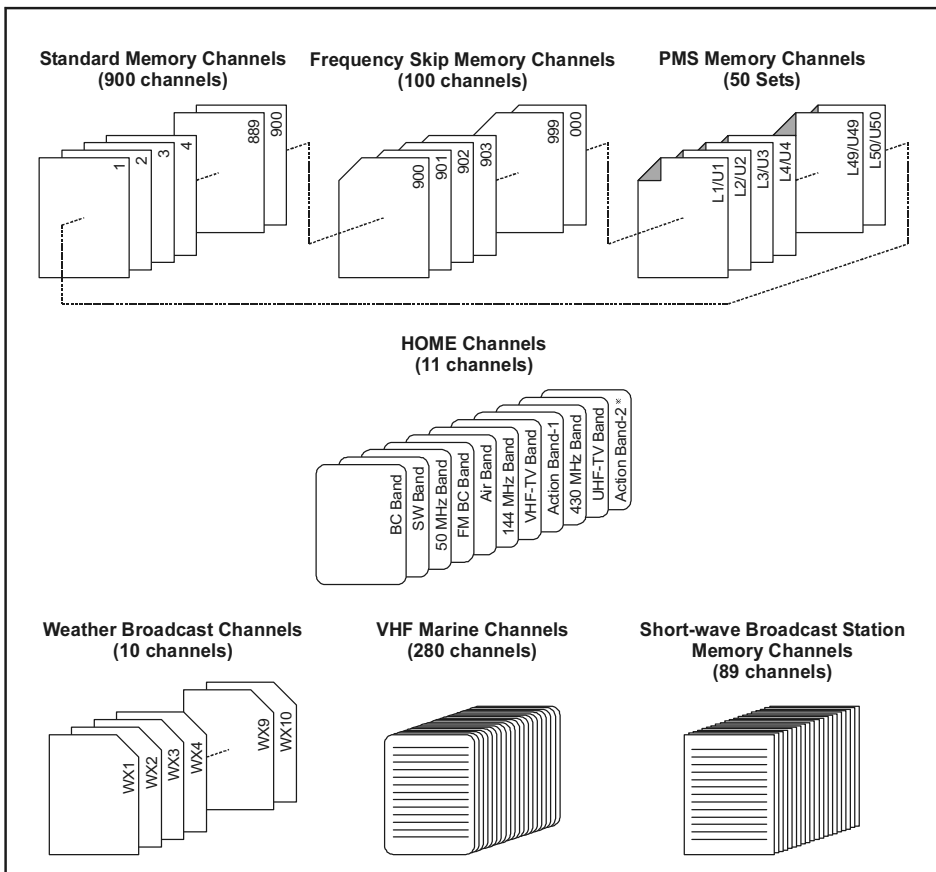 Standard Memory Channels
(900 channels)
1
2
3
4
889
900
Frequency Skip Memory Channels
(100 channels)
900
901
902
903
999
000
PMS Memory Channels
(50 Sets)
L1/U1
L2/U2
L3/U3
L4/U4
L49/U49
L50/U50
HOME Channels
(11 channels)
BC Band
SW Band
50 MHz Band
FM BC Band
Air Band
144 MHz Band
VHF-TV Band
Action Band-1
430 MHz Band
UHF-TV Band
Action Band-2 ※
Weather Broadcast Channels
(10 channels)
WX1
WX2
WX3
WX4
WX9
WX10
VHF Marine Channels
(280 channels)
Short-wave Broadcast Station
Memory Channels
(89 channels)